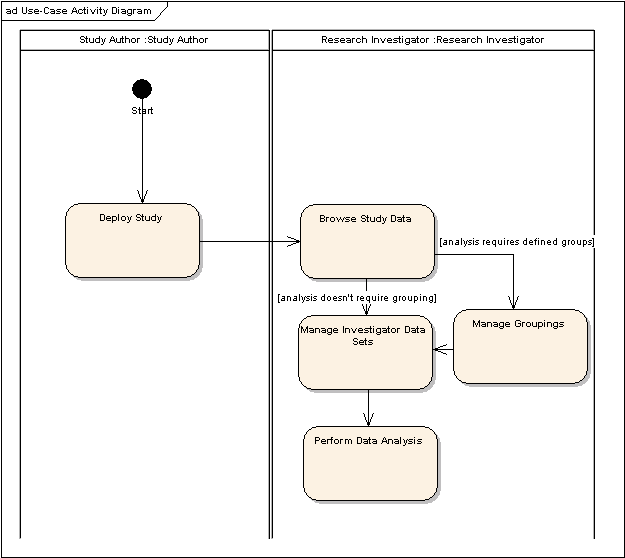 ad Use-Case Activity Diagram
Study Author :Study Author
Research Investigator :Research Investigator
Start
Deploy Study
Browse Study Data
[analysis requires defined groups]
[analysis doesn't require grouping]
Manage Investigator Data
Sets
Manage Groupings
Perform Data Analysis